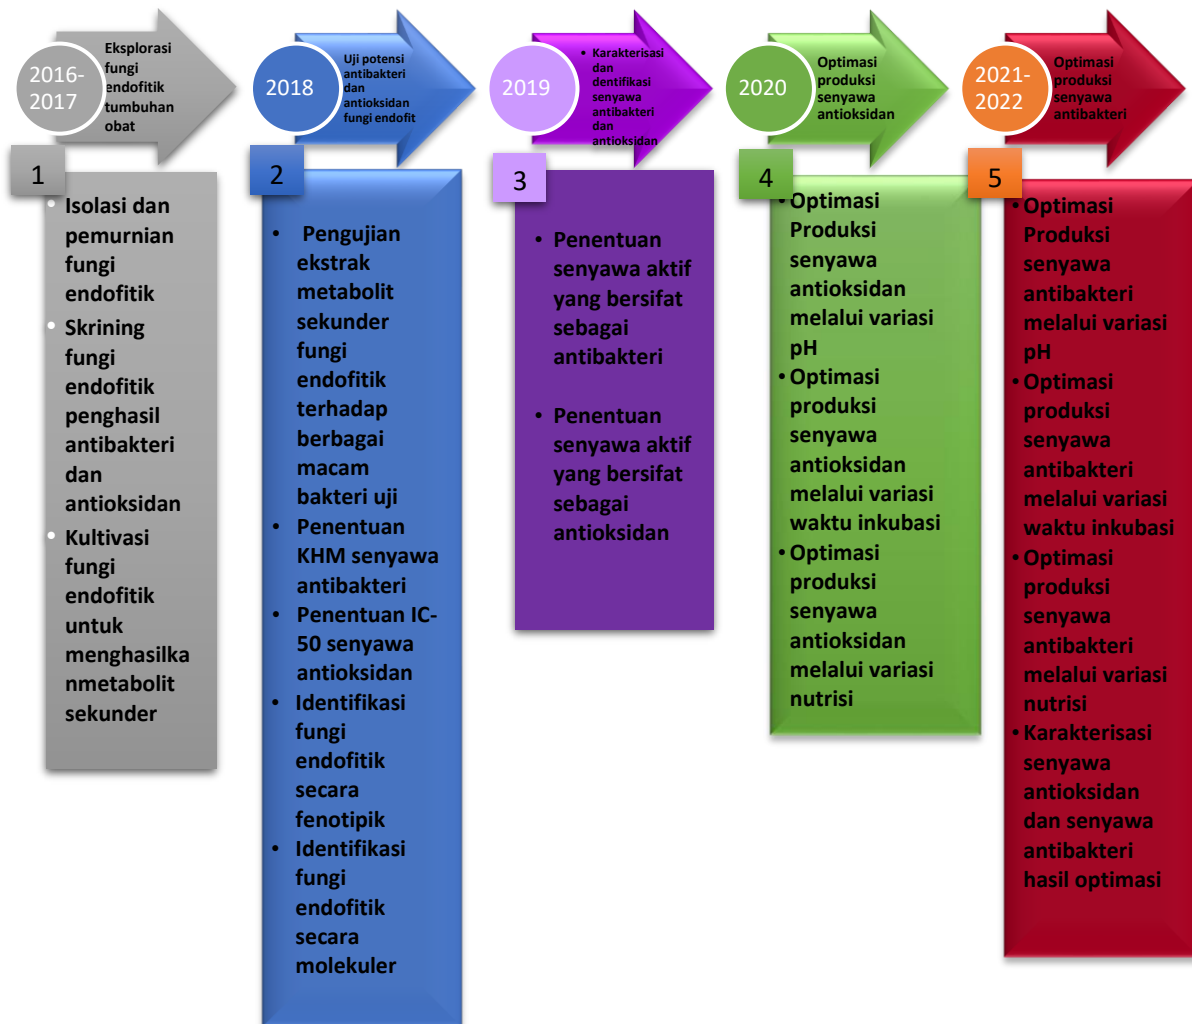 2016-
2017
Eksplorasi
fungi
endofitik
tumbuhan
obat
1
• Isolasi dan
pemurnian
fungi
endofitik
• Skrining
fungi
endofitik
penghasil
antibakteri
dan
antioksidan
• Kultivasi
fungi
endofitik
untuk
menghasilka
nmetabolit
sekunder
2018
Uji potensi
antibakteri
dan
antioksidan
fungi endofit
2
• Pengujian
ekstrak
metabolit
sekunder
fungi
endofitik
terhadap
berbagai
macam
bakteri uji
• Penentuan
KHM senyawa
antibakteri
• Penentuan IC-
50 senyawa
antioksidan
• Identifikasi
fungi
endofitik
secara
fenotipik
• Identifikasi
fungi
endofitik
secara
molekuler
2019
• Karakterisasi
dan
dentifikasi
senyawa
antibakteri
dan
antioksidan
3
• Penentuan
senyawa aktif
yang bersifat
sebagai
antibakteri
• Penentuan
senyawa aktif
yang bersifat
sebagai
antioksidan
2020
Optimasi
produksi
senyawa
antioksidan
4
• Optimasi
Produksi
senyawa
antioksidan
melalui variasi
pH
• Optimasi
produksi
senyawa
antioksidan
melalui variasi
waktu inkubasi
• Optimasi
produksi
senyawa
antioksidan
melalui variasi
nutrisi
2021-
2022
Optimasi
produksi
senyawa
antibakteri
5
• Optimasi
Produksi
senyawa
antibakteri
melalui variasi
pH
• Optimasi
produksi
senyawa
antibakteri
melalui variasi
waktu inkubasi
• Optimasi
produksi
senyawa
antibakteri
melalui variasi
nutrisi
• Karakterisasi
senyawa
antioksidan
dan senyawa
antibakteri
hasil optimasi